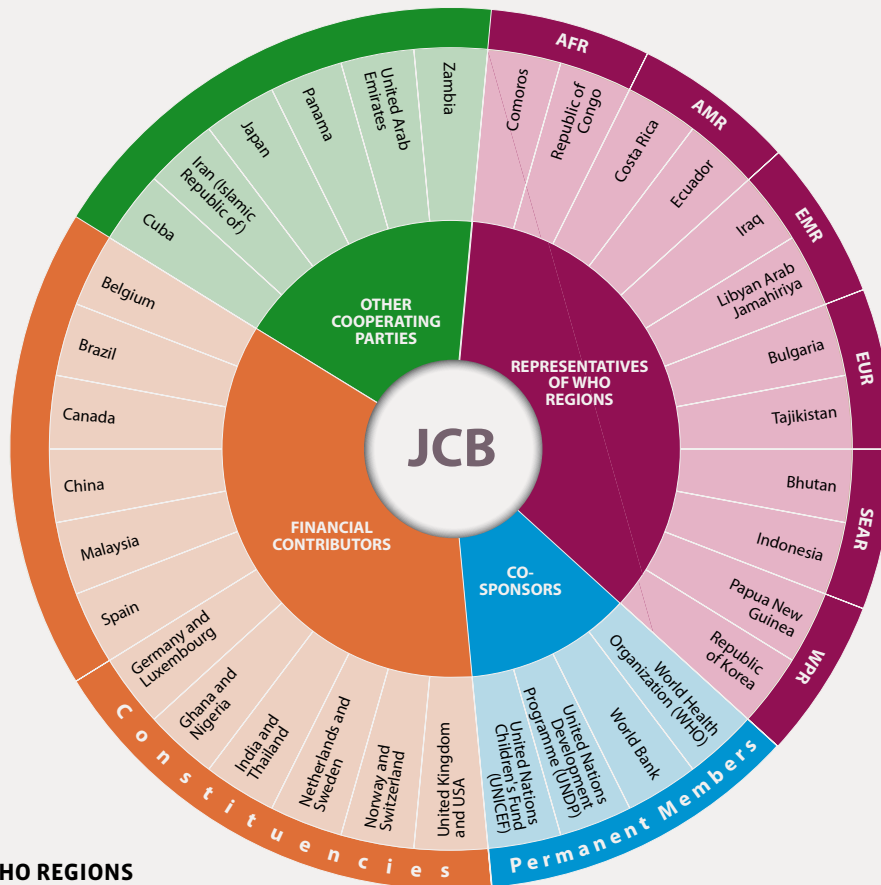 JCB
OTHER
COOPERATING
PARTIES
Cuba
Iran (Islamic
Republic of)
Japan
Panama
United Arab
Emirates
Zambia
REPRESENTATIVES
OF WHO
REGIONS
AFR
Comoros
Republic of
Congo
AMR
Costa Rica
Ecuador
EMR
Iraq
Libyan Arab
Jamahiriya
EUR
Bulgaria
Tajikistan
SEAR
Bhutan
Indonesia
WPR
Papua New
Guinea
Republic
of Korea
CO-
SPONSORS
Permanent Members
World Health
Organization (WHO)
World Bank
United Nations
Development
Programme (UNDP)
United Nations
Children's Fund
(UNICEF)
FINANCIAL
CONTRIBUTORS
Belgium
Brazil
Canada
China
Malaysia
Spain
Constituencies
Germany and
Luxembourg
Ghana and
Nigeria
India and
Thailand
Netherlands and
Sweden
Norway and
Switzerland
United Kingdom
and USA
HO REGIONS